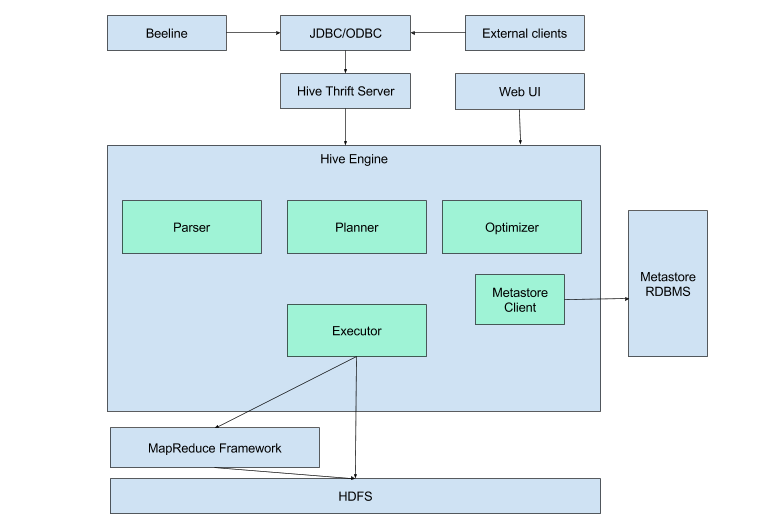 Beeline
JDBC/ODBC
External clients
Hive Thrift Server
Web UI
Hive Engine
Parser
Planner
Optimizer
Metastore
Client
Metastore
RDBMS
Executor
MapReduce Framework
HDFS